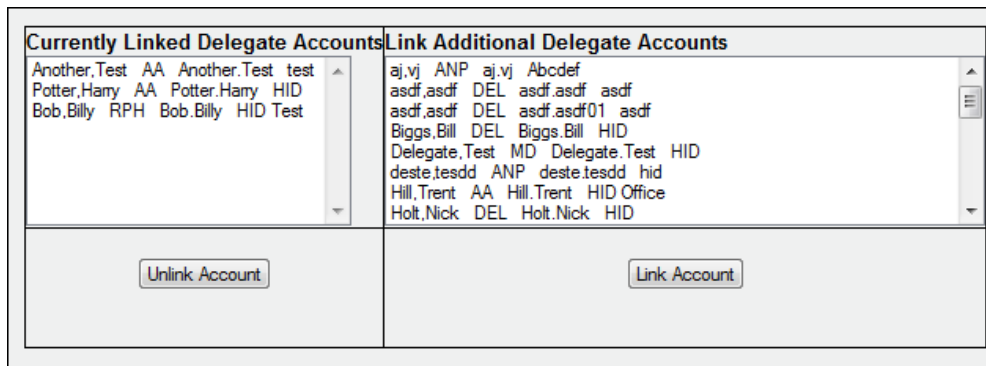 Currently Linked Delegate Accounts
Another,Test AA Another.Test test
Potter,Harry AA Potter.Harry HID
Bob,Billy RPH Bob.Billy HID Test
Unlink Account
Link Additional Delegate Accounts
aj,vj ANP aj.vj Abcdef
asdf,asdf DEL asdf.asdf asdf
asdf,asdf DEL asdf.asdf01 asdf
Biggs,Bill DEL Biggs.Bill HID
Delegate,Test MD Delegate.Test HID
deste,tesdd ANP deste.tesdd hid
Hill,Trent AA Hill.Trent HID Office
Holt,Nick DEL Holt.Nick HID
Link Account